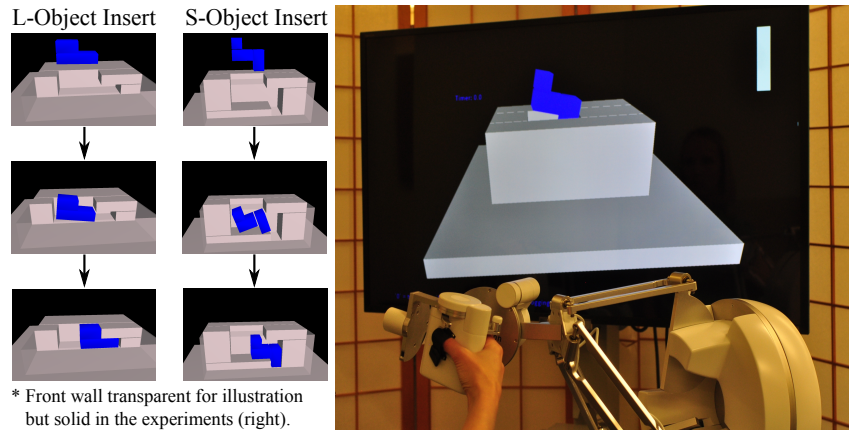 L-Object Insert
S-Object Insert
* Front wall transparent for illustration
but solid in the experiments (right).